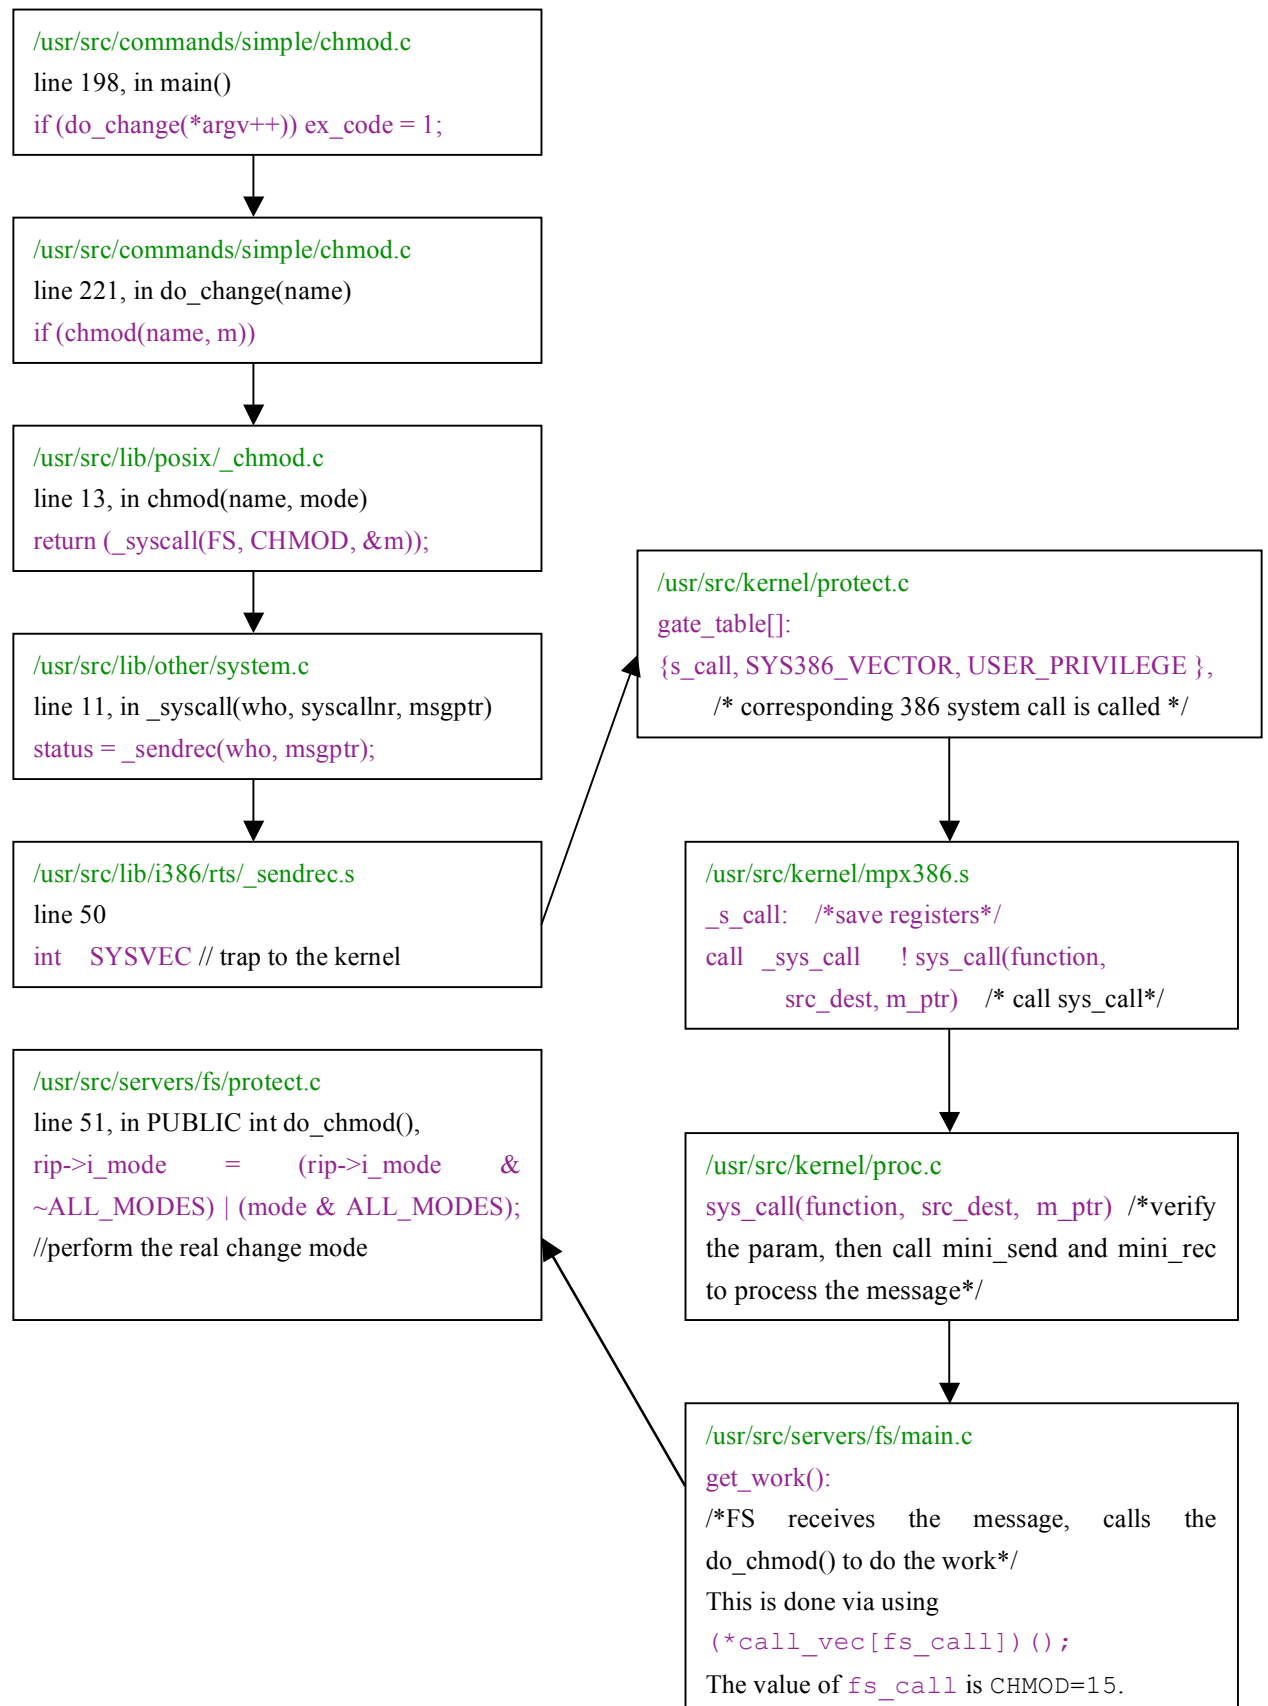 /usr/src/commands/simple/chmod.c
line 198, in main()
if (do_change(*argv++)) ex_code = 1;
/usr/src/commands/simple/chmod.c
line 221, in do_change(name)
if (chmod(name, m))
/usr/src/lib/posix/_chmod.c
line 13, in chmod(name, mode)
return (_syscall(FS, CHMOD, &m));
/usr/src/lib/other/system.c
line 11, in _syscall(who, syscallnr, msgptr)
status = _sendrec(who, msgptr);
/usr/src/lib/i386/rts/_sendrec.s
line 50
int SYSVEC // trap to the kernel
/usr/src/kernel/protect.c
gate_table[]:
{s_call, SYS386_VECTOR, USER_PRIVILEGE },
/* corresponding 386 system call is called */
/usr/src/kernel/mpx386.s
_s_call: /*save registers*/
call _sys_call ! sys_call(function,
src_dest, m_ptr) /* call sys_call*/
/usr/src/kernel/proc.c
sys_call(function, src_dest, m_ptr) /*verify
the param, then call mini_send and mini_rec
to process the message*/
/usr/src/servers/fs/main.c
get_work():
/*FS receives the message, calls the
do_chmod() to do the work*/
This is done via using
(*call_vec[fs_call])();
The value of fs_call is CHMOD=15.
/usr/src/servers/fs/protect.c
line 51, in PUBLIC int do_chmod(),
rip->i_mode = (rip->i_mode &
~ALL_MODES) | (mode & ALL_MODES);
//perform the real change mode